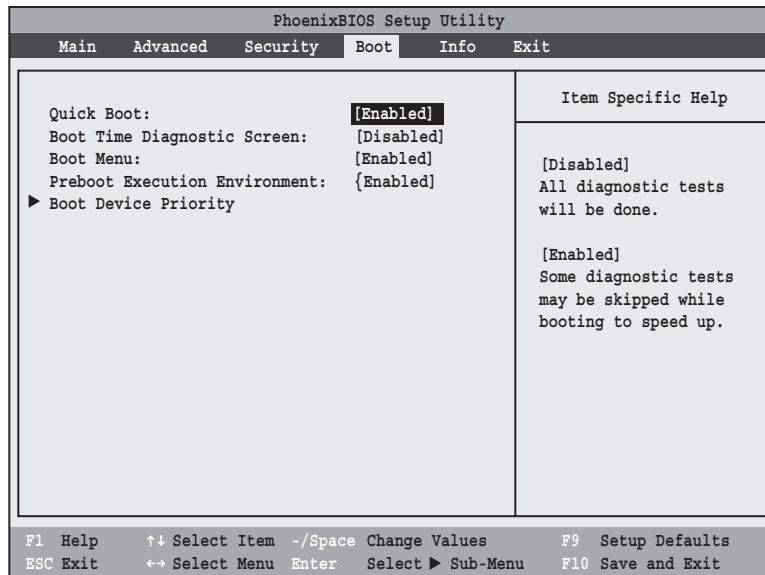 PhoenixBIOS Setup Utility
Main Advanced Security Boot Info Exit
Quick Boot: [Enabled]
Boot Time Diagnostic Screen: [Disabled]
Boot Menu: [Enabled]
Preboot Execution Environment: {Enabled]
▶ Boot Device Priority
Item Specific Help
[Disabled]
All diagnostic tests
will be done.
[Enabled]
Some diagnostic tests
may be skipped while
booting to speed up.
F1 Help ↑↓ Select Item -/Space Change Values F9 Setup Defaults
ESC Exit ←→ Select Menu Enter Select ▶ Sub-Menu F10 Save and Exit